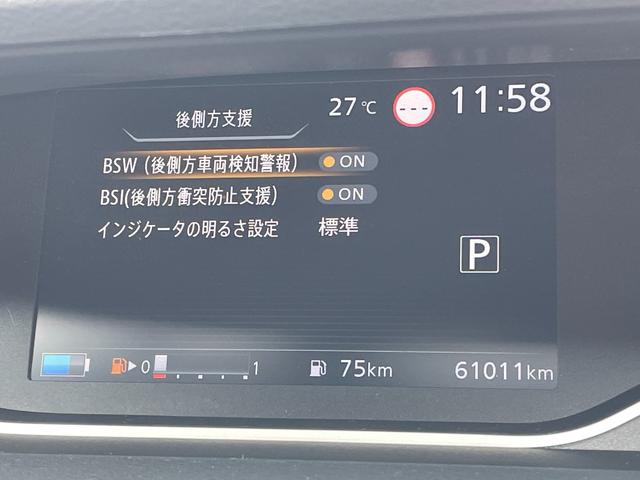 後側方支援 27℃ --- 11:58
BSW (後側方車両検知警報) ON
BSI(後側方衝突防止支援) ON
インジケータの明るさ設定 標準
P
0 1 75km 61011km